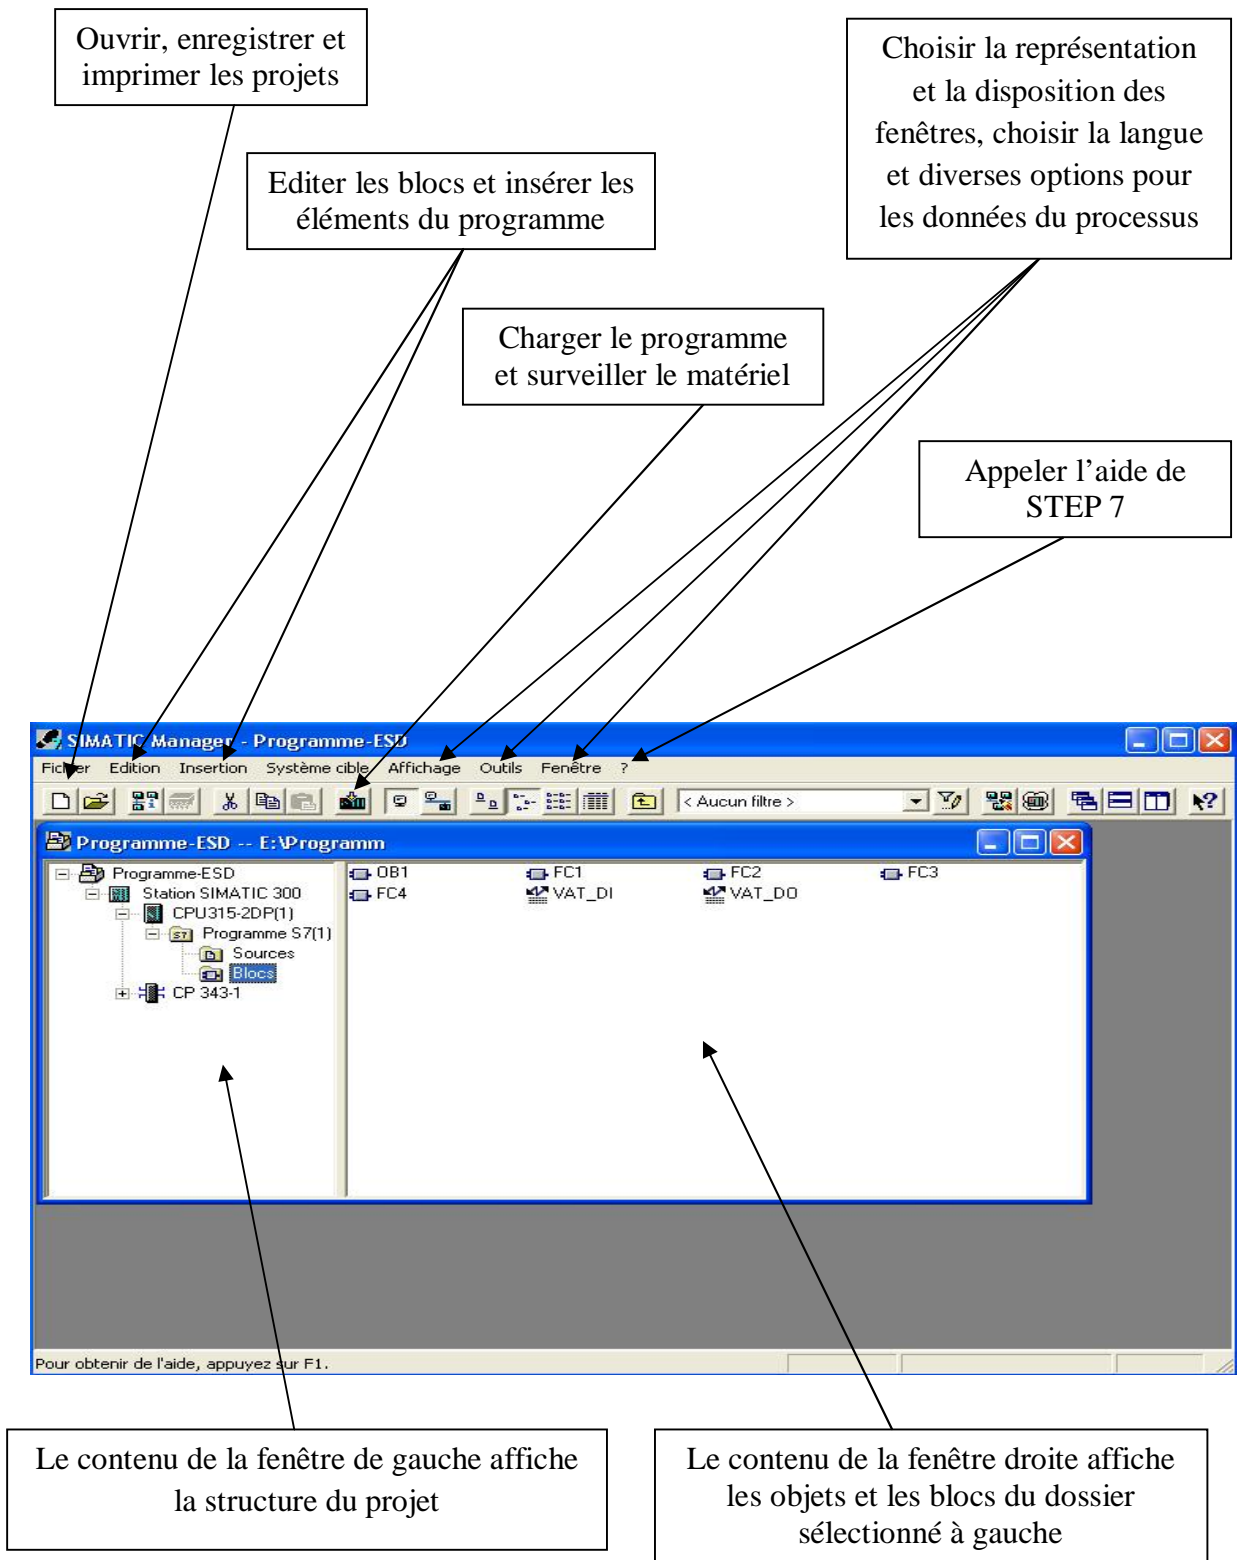 Ouvrir, enregistrer et
imprimer les projets
Choisir la représentation
et la disposition des
fenêtres, choisir la langue
et diverses options pour
les données du processus
Editer les blocs et insérer les
éléments du programme
Charger le programme
et surveiller le matériel
Appeler l’aide de
STEP 7
SIMATIC Manager - Programme-ESD
Fichier Edition Insertion Système cible Affichage Outils Fenêtre ?
< Aucun filtre >
Programme-ESD -- E:\Programm
Programme-ESD
Station SIMATIC 300
CPU315-2DP(1)
Programme S7(1)
Sources
Blocs
CP 343-1
OB1 FC1 FC2 FC3
FC4 VAT_DI VAT_DO
Pour obtenir de l'aide, appuyez sur F1.
Le contenu de la fenêtre de gauche affiche
la structure du projet
Le contenu de la fenêtre droite affiche
les objets et les blocs du dossier
sélectionné à gauche